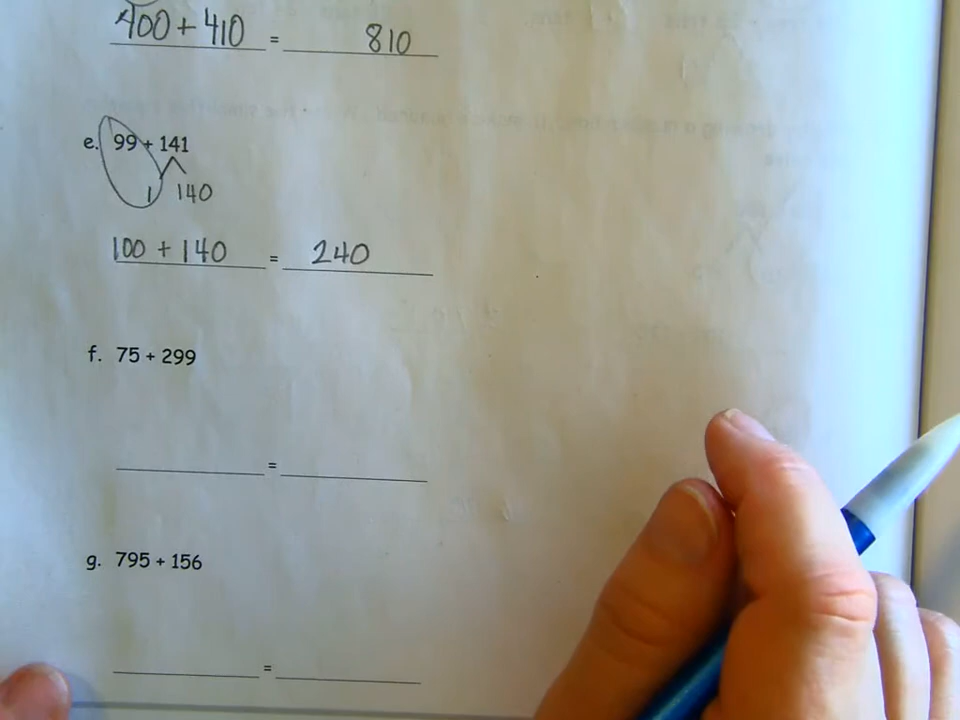 400 + 410 = 810
e. 99 + 141
1 140
100 + 140 = 240
f. 75 + 299
=
g. 795 + 156
=